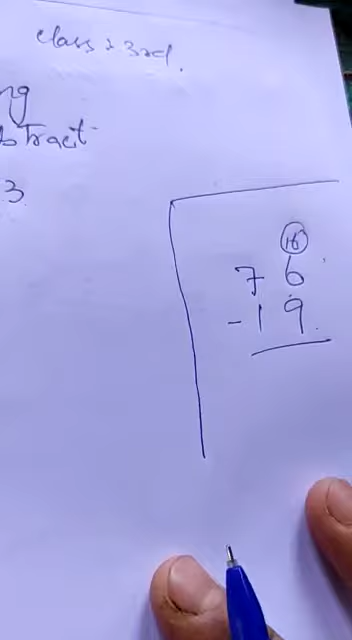 class : 3rd.
ng
btract
3
16
7 6
- 1 9